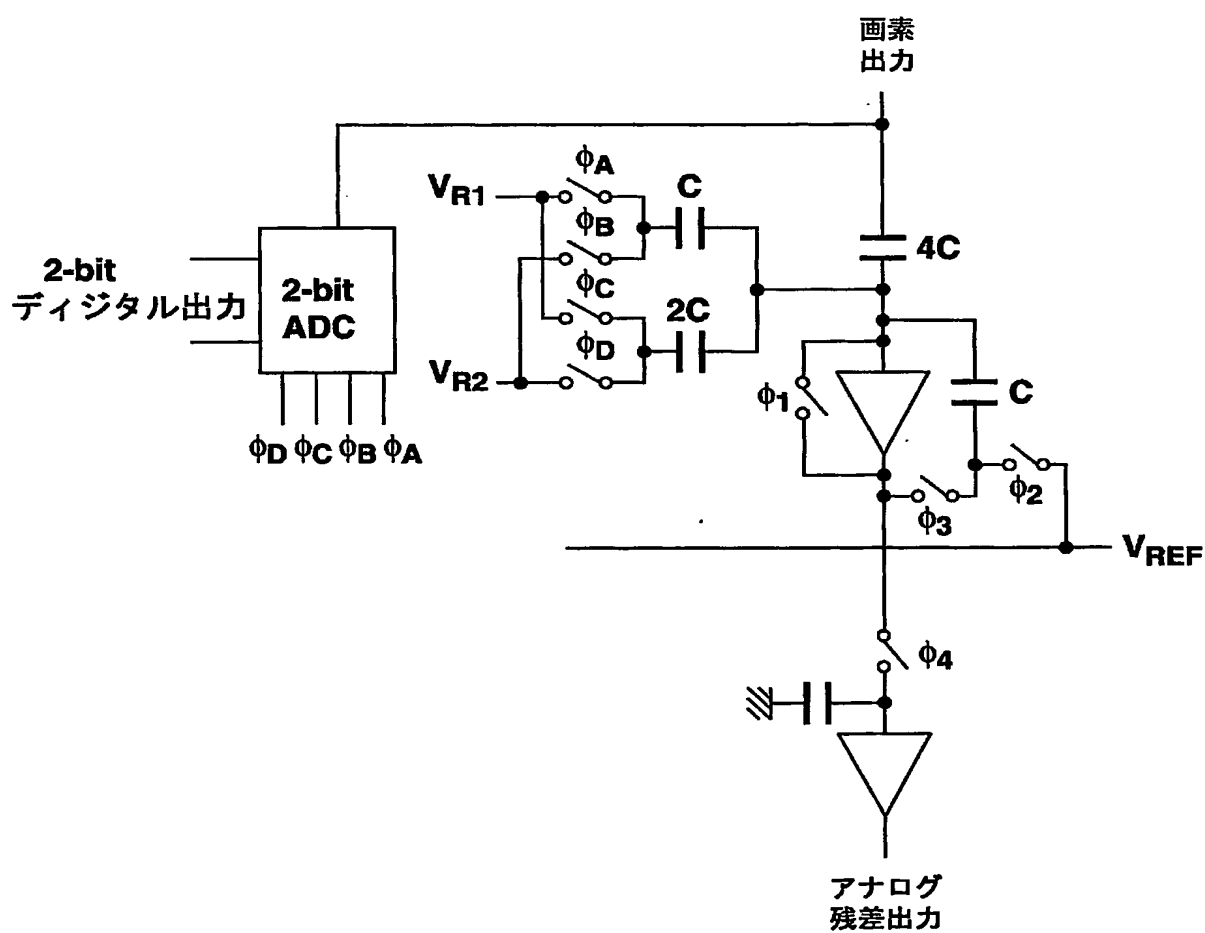 画素
出力
ϕA
VR1
C
ϕB
4C
2-bit
ディジタル出力
2-bit
ADC
ϕC
2C
ϕD
VR2
ϕ1
C
ϕD ϕC ϕB ϕA
ϕ2
ϕ3
VREF
ϕ4
アナログ
残差出力